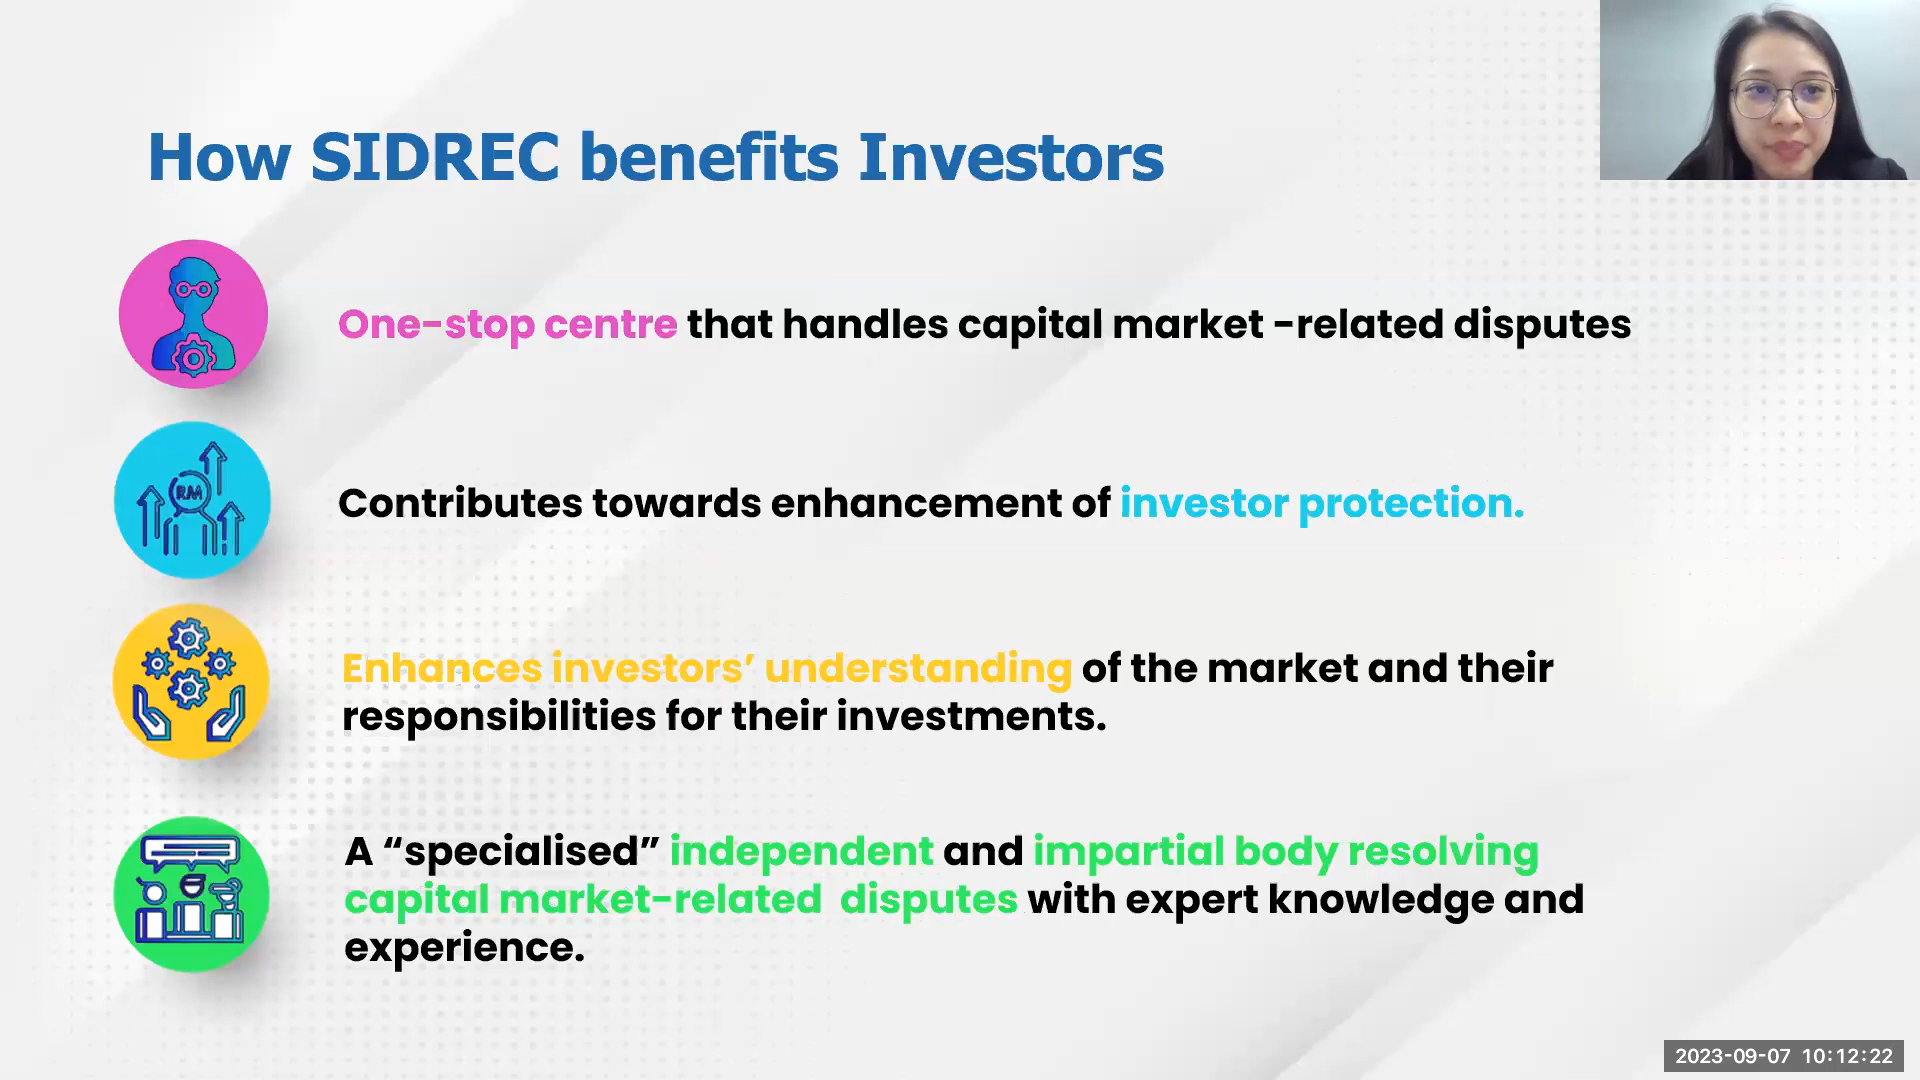 How SIDREC benefits Investors
One-stop centre that handles capital market -related disputes
RM
Contributes towards enhancement of investor protection.
Enhances investors’ understanding of the market and their
responsibilities for their investments.
A “specialised” independent and impartial body resolving
capital market-related  disputes with expert knowledge and
experience.
2023-09-07 10:12:22